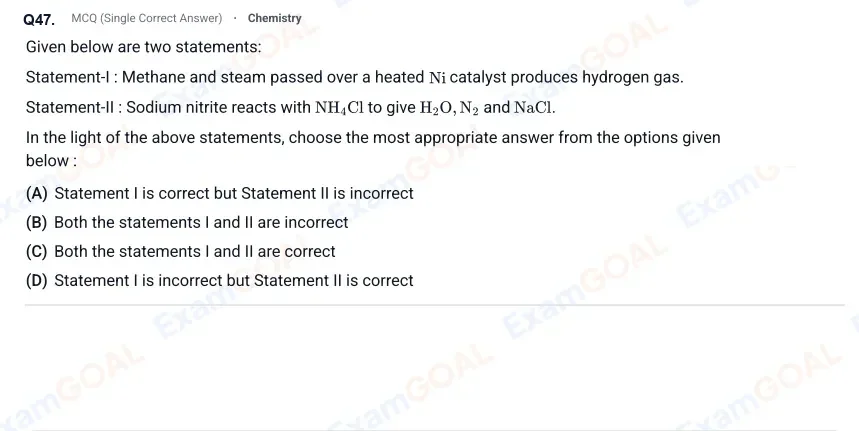 Q47. MCQ (Single Correct Answer) · Chemistry
Given below are two statements:
Statement-I : Methane and steam passed over a heated Ni catalyst produces hydrogen gas.
Statement-II : Sodium nitrite reacts with NH₄Cl to give H₂O, N₂ and NaCl.
In the light of the above statements, choose the most appropriate answer from the options given
below :
(A) Statement I is correct but Statement II is incorrect
(B) Both the statements I and II are incorrect
(C) Both the statements I and II are correct
(D) Statement I is incorrect but Statement II is correct
ExamGOAL
ExamGOAL